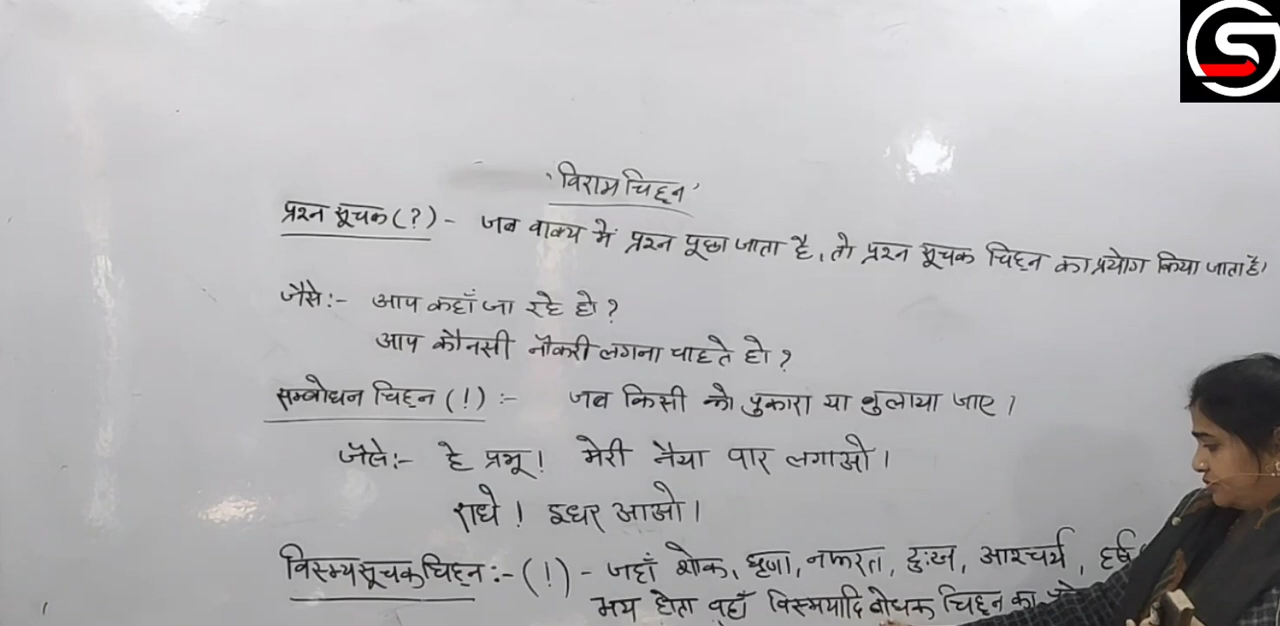 'विराम चिह्न'
प्रश्न सूचक (?) - जब वाक्य में प्रश्न पूछा जाता है, तो प्रश्न सूचक चिह्न का प्रयोग किया जाता है।
जैसे:- आप कहाँ जा रहे हो?
आप कौनसी नौकरी लगना चाहते हो?
सम्बोधन चिह्न (!) :- जब किसी को पुकारा या बुलाया जाए।
जैसे:- हे प्रभू! मेरी नैया पार लगाओ।
राधे! इधर आओ।
विस्मयसूचक चिह्न :- (!) - जहाँ शोक, घृणा, नफरत, दुःख, आश्चर्य, हर्ष
भय होता वहाँ विस्मयादिबोधक चिह्न का
S